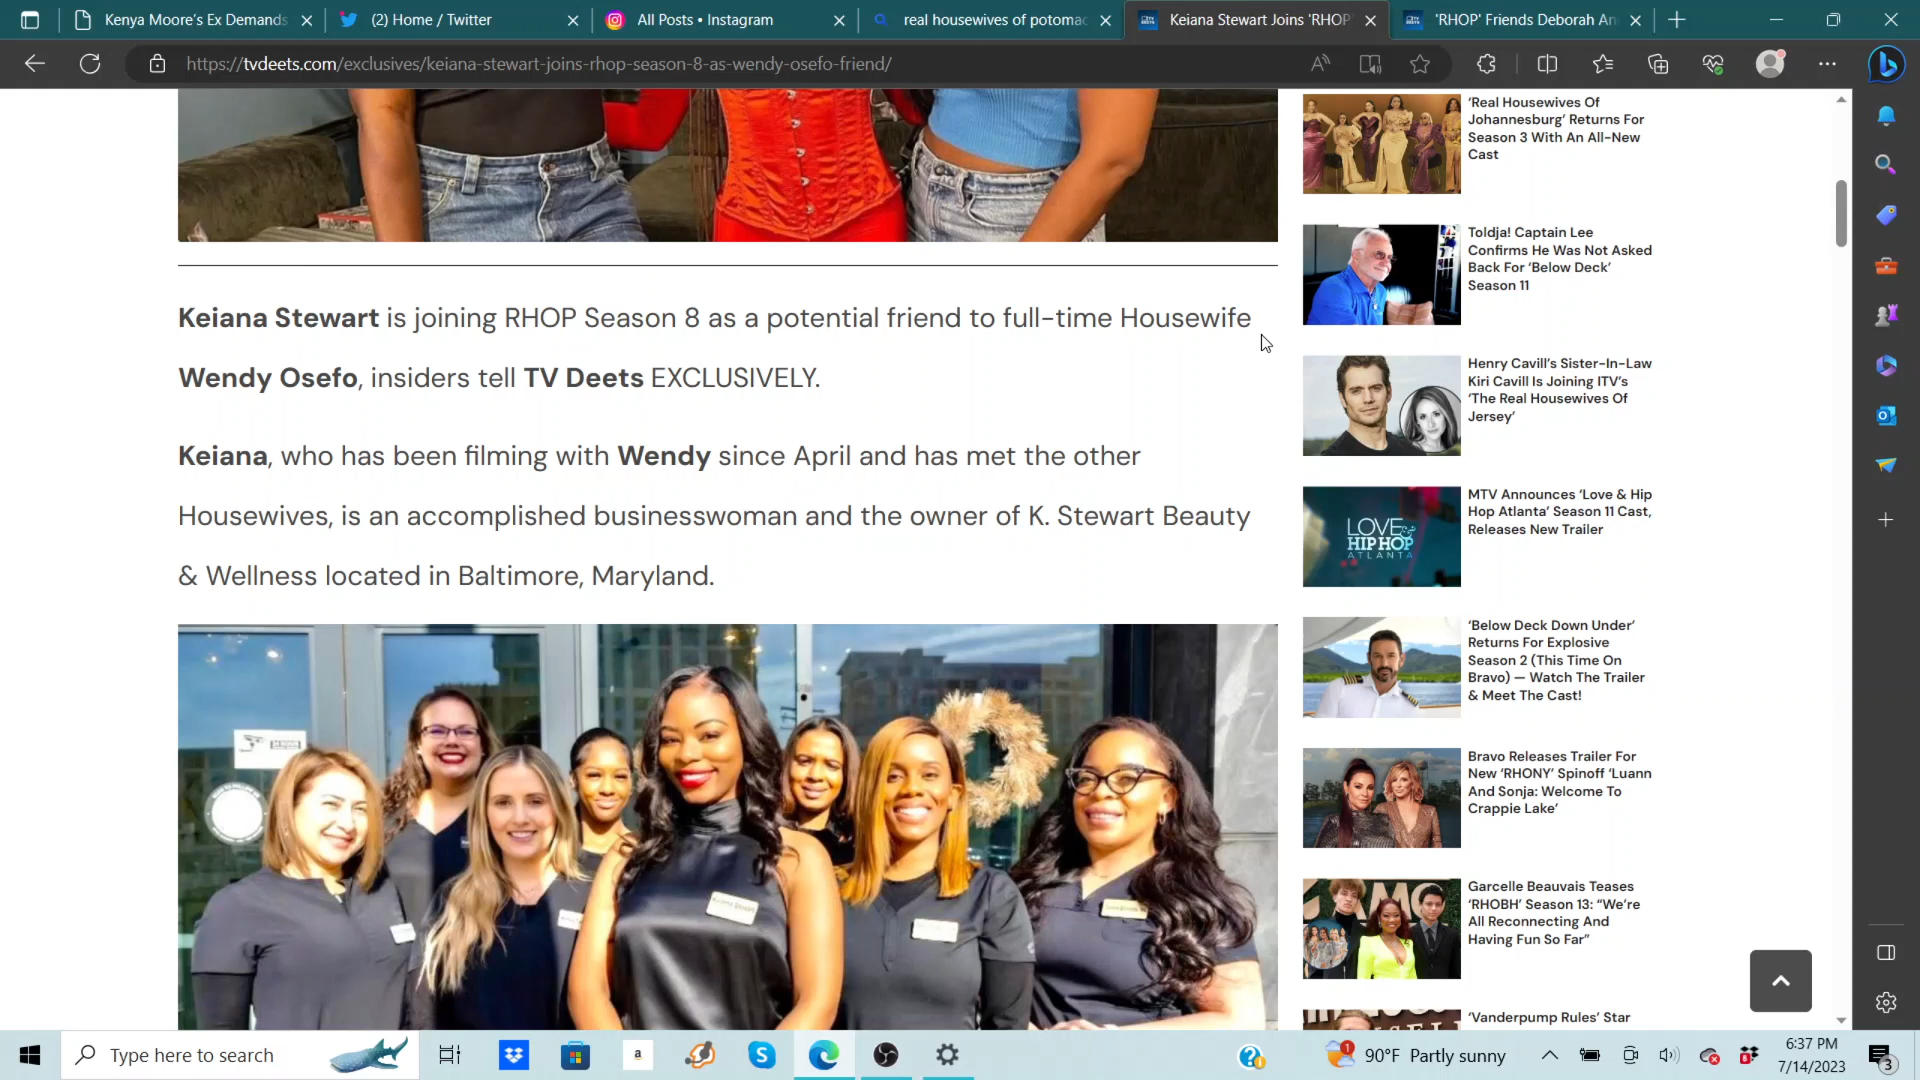 Kenya Moore's Ex Demands
(2) Home / Twitter
All Posts • Instagram
real housewives of potomac
Keiana Stewart Joins 'RHOP'
'RHOP' Friends Deborah An
https://tvdeets.com/exclusives/keiana-stewart-joins-rhop-season-8-as-wendy-osefo-friend/
Keiana Stewart is joining RHOP Season 8 as a potential friend to full-time Housewife
Wendy Osefo, insiders tell TV Deets EXCLUSIVELY.
Keiana, who has been filming with Wendy since April and has met the other
Housewives, is an accomplished businesswoman and the owner of K. Stewart Beauty
& Wellness located in Baltimore, Maryland.
'Real Housewives Of
Johannesburg' Returns For
Season 3 With An All-New
Cast
Toldja! Captain Lee
Confirms He Was Not Asked
Back For 'Below Deck'
Season 11
Henry Cavill's Sister-In-Law
Kiri Cavill Is Joining ITV's
'The Real Housewives Of
Jersey'
LOVE &
HIP HOP
ATLANTA
MTV Announces 'Love & Hip
Hop Atlanta' Season 11 Cast,
Releases New Trailer
'Below Deck Down Under'
Returns For Explosive
Season 2 (This Time On
Bravo) — Watch The Trailer
& Meet The Cast!
Bravo Releases Trailer For
New 'RHONY' Spinoff 'Luann
And Sonja: Welcome To
Crappie Lake'
Garcelle Beauvais Teases
'RHOBH' Season 13: "We're
All Reconnecting And
Having Fun So Far"
'Vanderpump Rules' Star
Type here to search
90°F Partly sunny
6:37 PM
7/14/2023
3